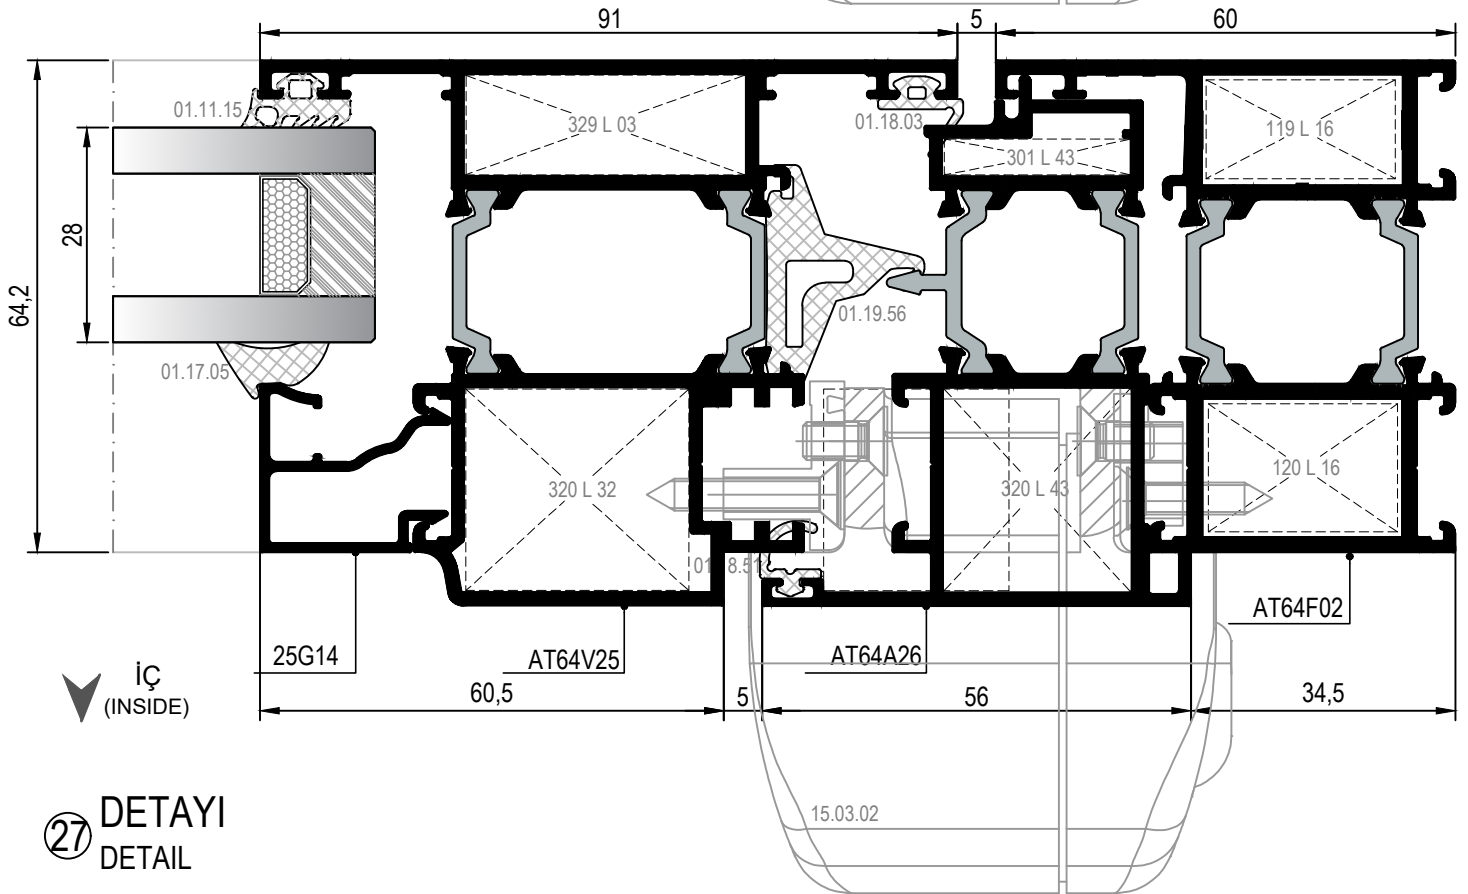 91
5
60
01.11.15
329 L 03
01.18.03
301 L 43
119 L 16
28
64,2
01.19.56
01.17.05
320 L 32
320 L 43
120 L 16
AT64F02
25G14
AT64V25
AT64A26
İÇ
(INSIDE)
60,5
5
56
34,5
15.03.02
27 DETAYI
DETAIL